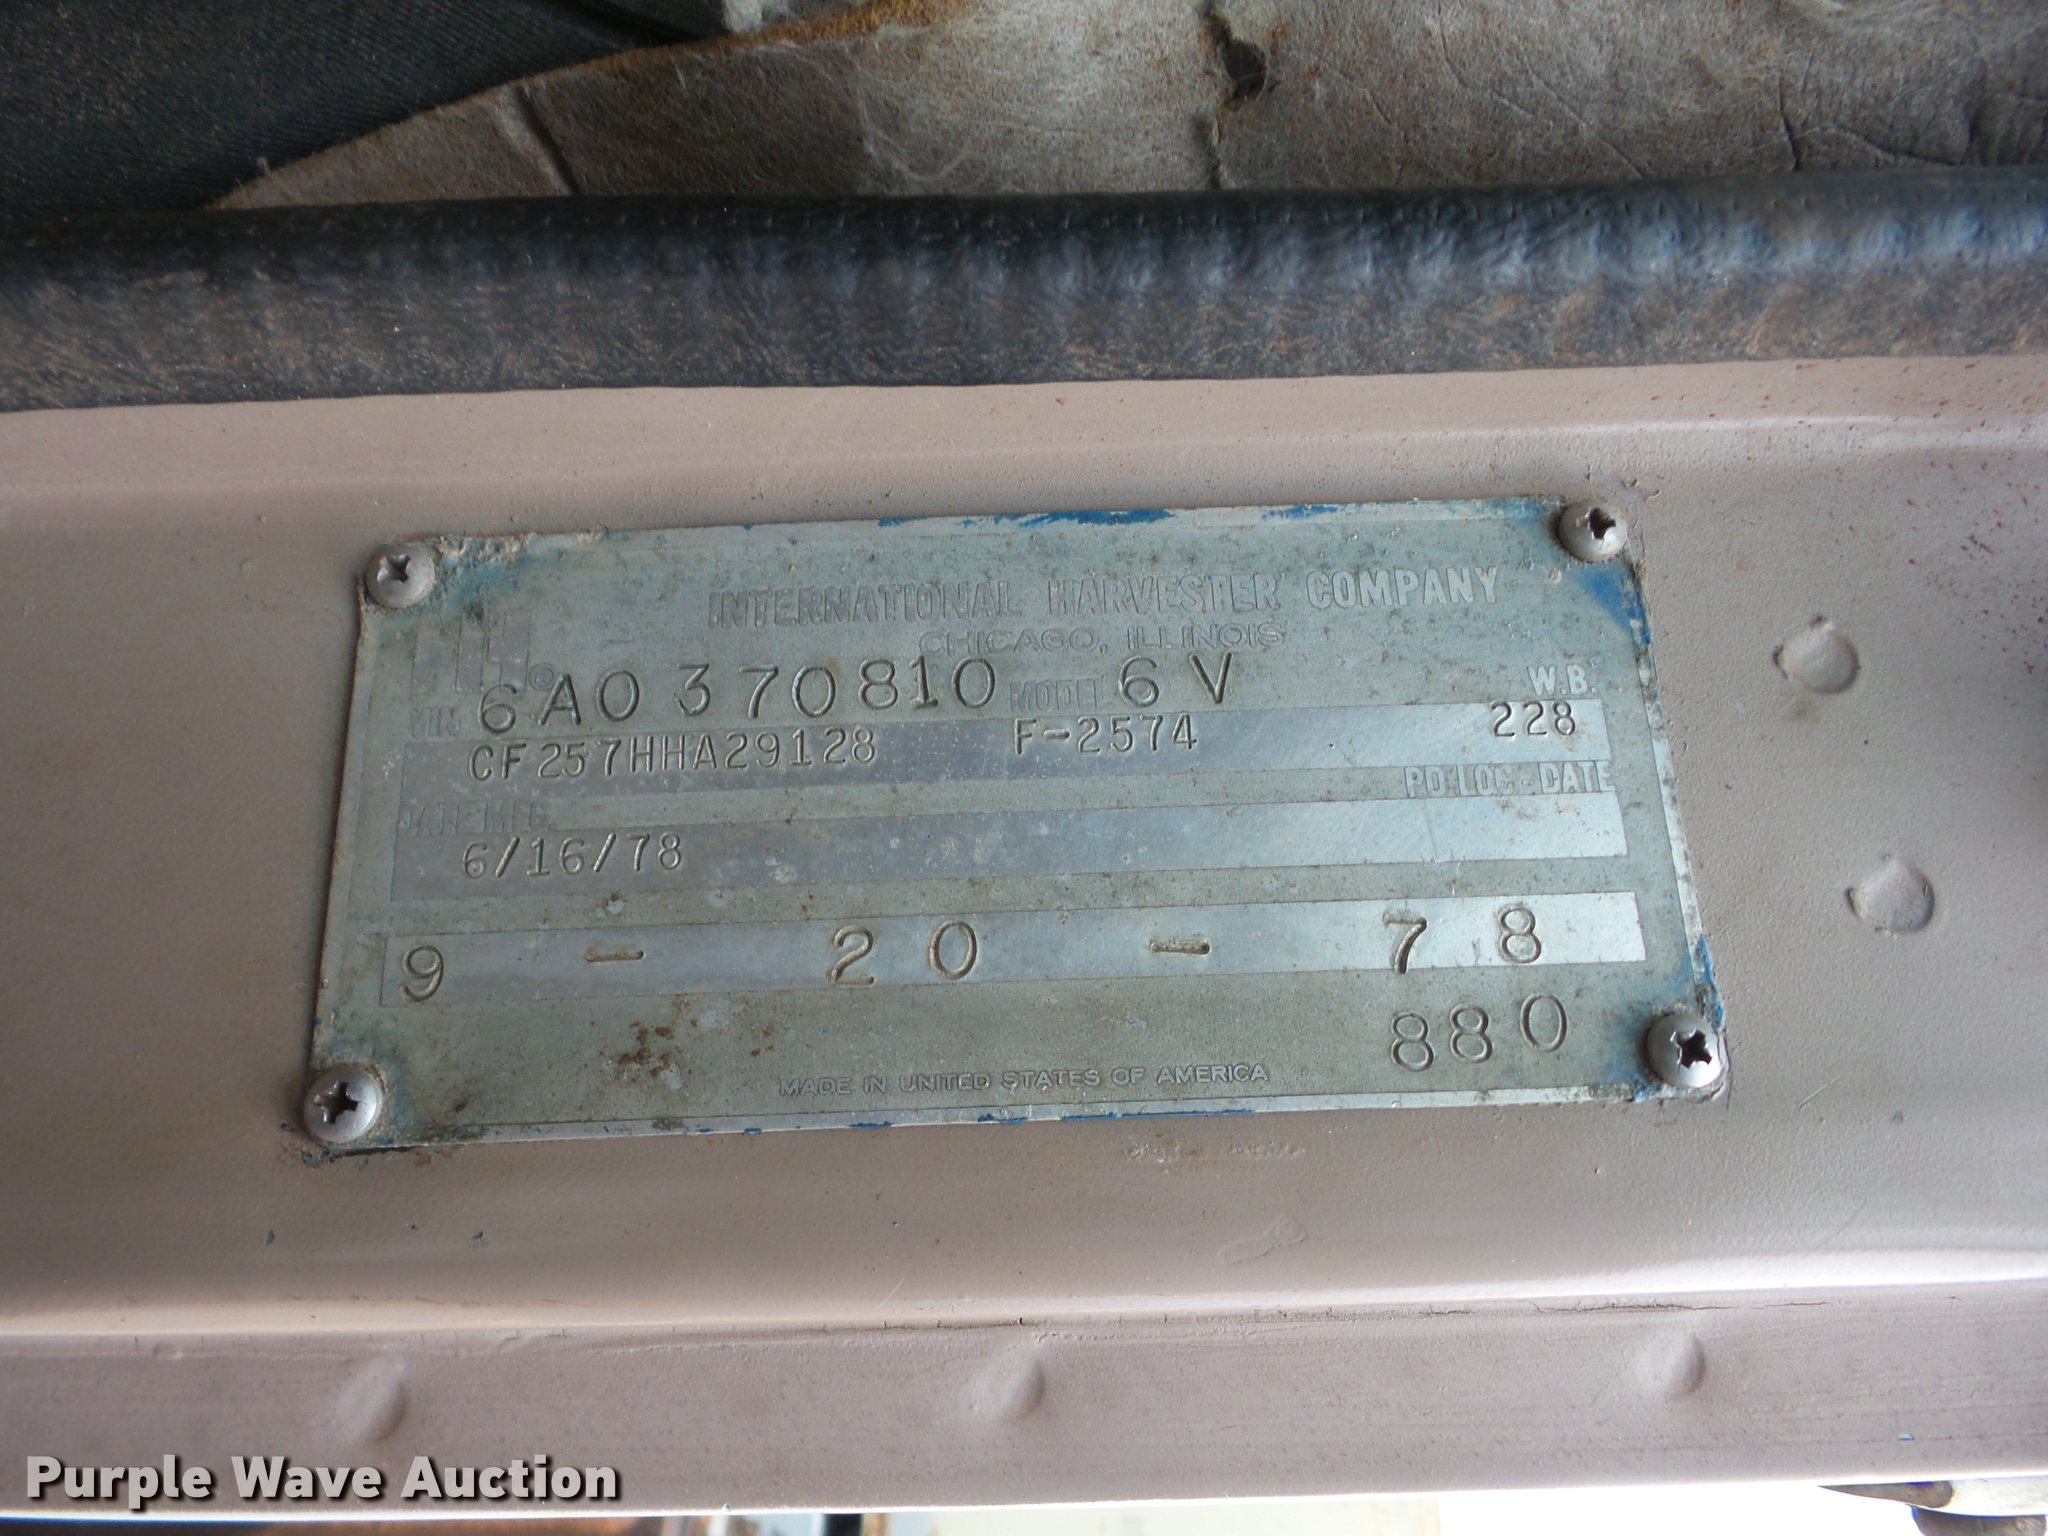 INTERNATIONAL HARVESTER COMPANY
CHICAGO, ILLINOIS
6A0370810 6V
VIN MODEL W.B.
CF257HHA29128 F-2574 228
DATE MFG. PD.LOC-DATE
6/16/78
9 - 20 - 78
880
MADE IN UNITED STATES OF AMERICA
Purple Wave Auction